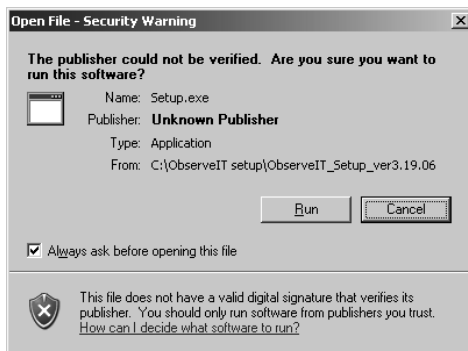 Open File - Security Warning
The publisher could not be verified.  Are you sure you want to
run this software?
Name: Setup.exe
Publisher: Unknown Publisher
Type: Application
From: C:\ObserveIT setup\ObserveIT_Setup_ver3.19.06
Run Cancel
Always ask before opening this file
This file does not have a valid digital signature that verifies its
publisher.  You should only run software from publishers you trust.
How can I decide what software to run?